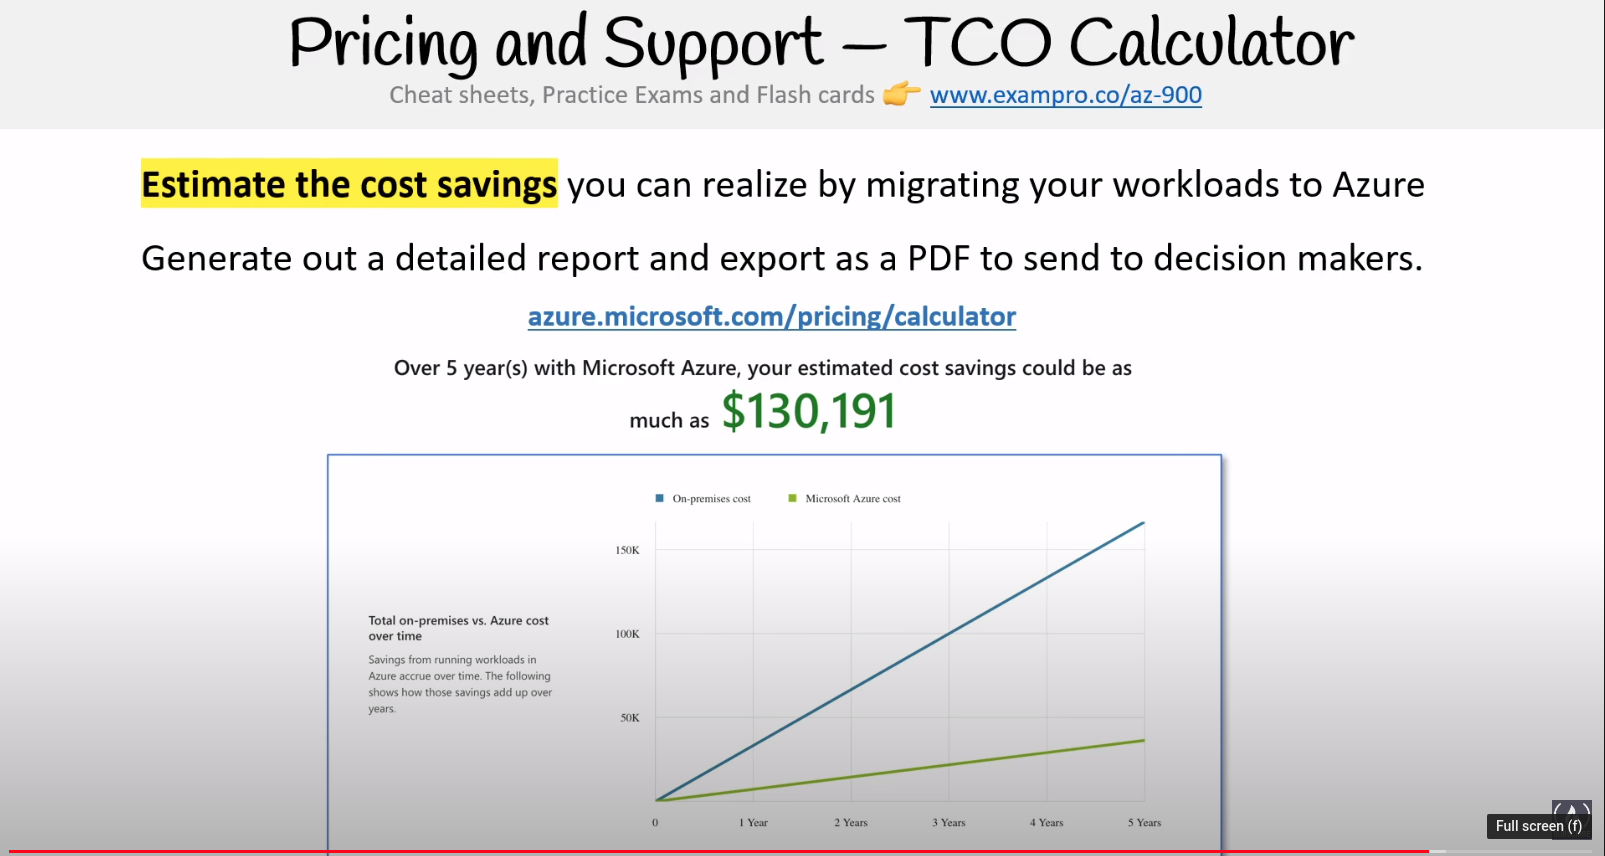 Pricing and Support – TCO Calculator
Cheat sheets, Practice Exams and Flash cards 👉 www.exampro.co/az-900
Estimate the cost savings you can realize by migrating your workloads to Azure
Generate out a detailed report and export as a PDF to send to decision makers.
azure.microsoft.com/pricing/calculator
Over 5 year(s) with Microsoft Azure, your estimated cost savings could be as
much as $130,191
On-premises cost
Microsoft Azure cost
Total on-premises vs. Azure cost
over time
Savings from running workloads in
Azure accrue over time. The following
shows how those savings add up over
years.
150K
100K
50K
0 1 Year 2 Years 3 Years 4 Years 5 Years
Full screen (f)